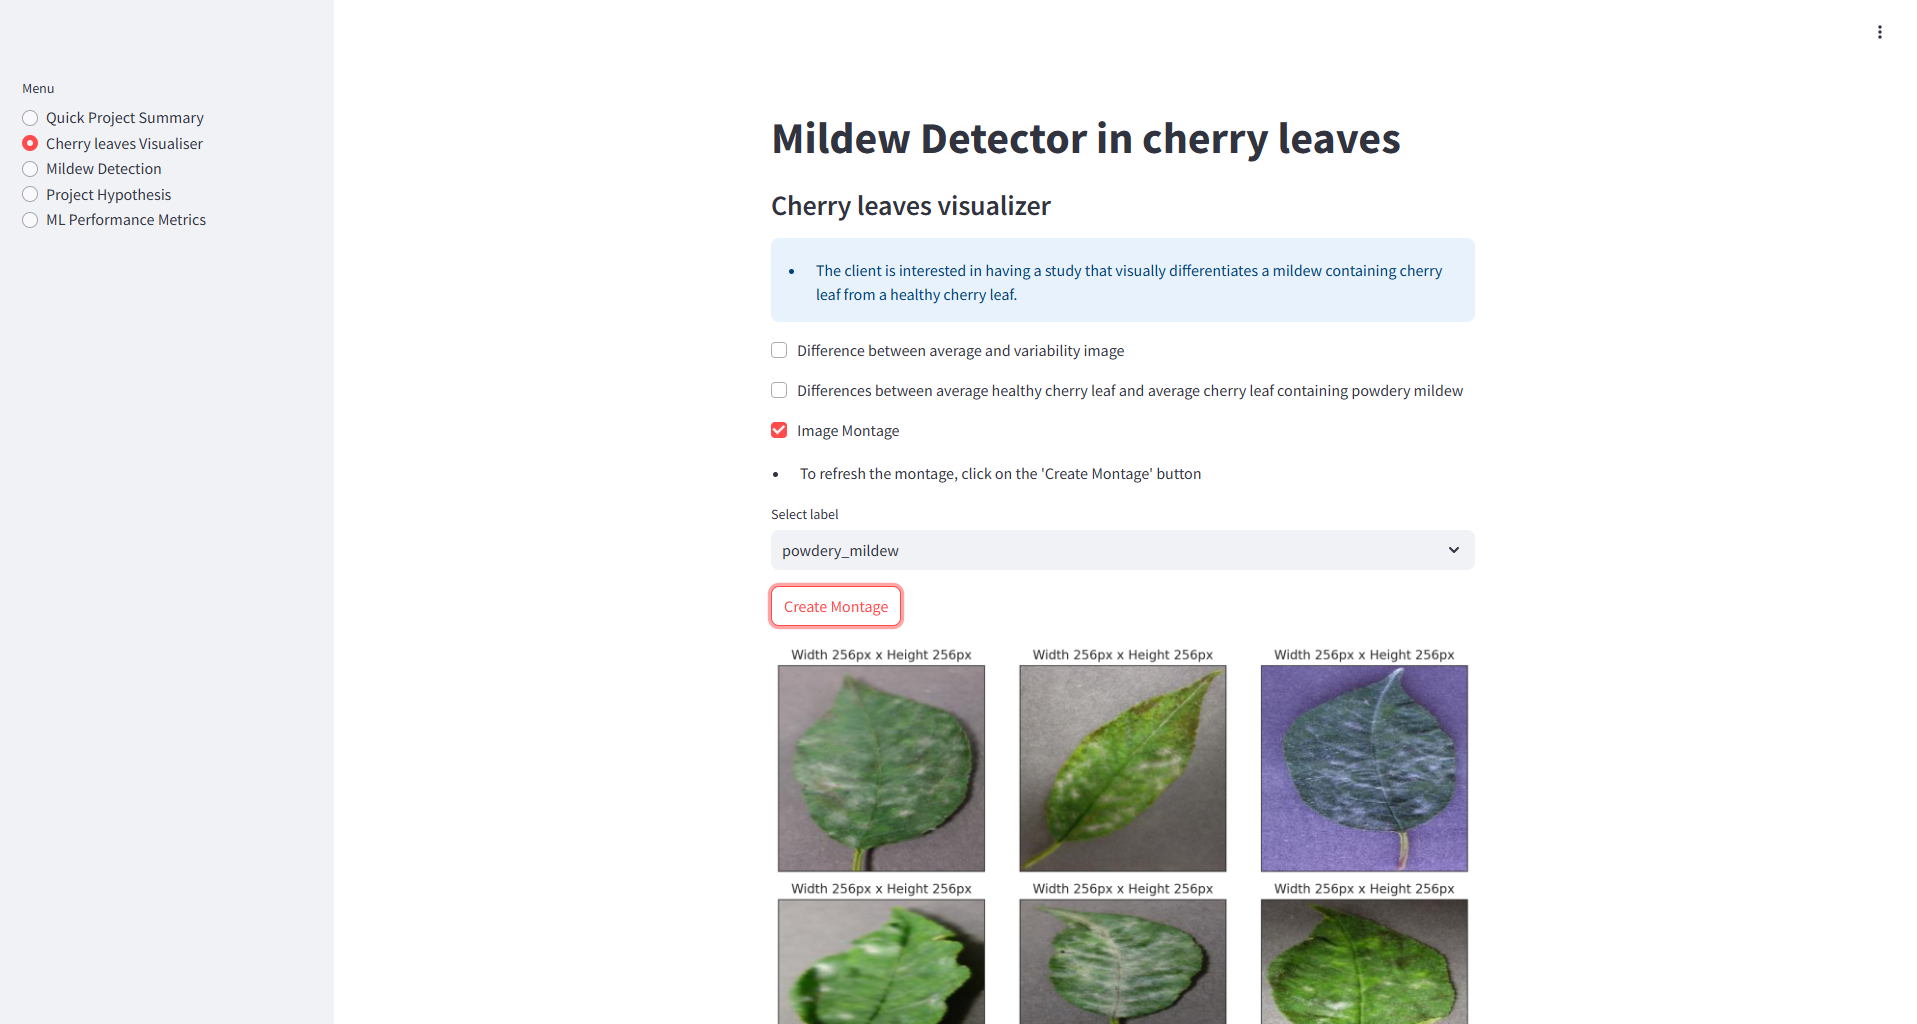 Menu
Quick Project Summary
Cherry leaves Visualiser
Mildew Detection
Project Hypothesis
ML Performance Metrics
Mildew Detector in cherry leaves
Cherry leaves visualizer
The client is interested in having a study that visually differentiates a mildew containing cherry
leaf from a healthy cherry leaf.
Difference between average and variability image
Differences between average healthy cherry leaf and average cherry leaf containing powdery mildew
Image Montage
To refresh the montage, click on the 'Create Montage' button
Select label
powdery_mildew
Create Montage
Width 256px x Height 256px
Width 256px x Height 256px
Width 256px x Height 256px
Width 256px x Height 256px
Width 256px x Height 256px
Width 256px x Height 256px